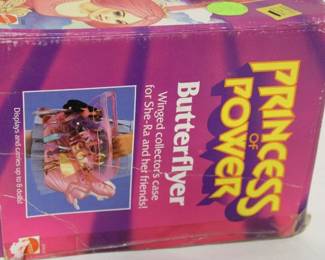 PRINCESS
OF
POWER
Butterflyer
Winged collector's case
for She-Ra and her friends!
Displays and carries up to 8 dolls!